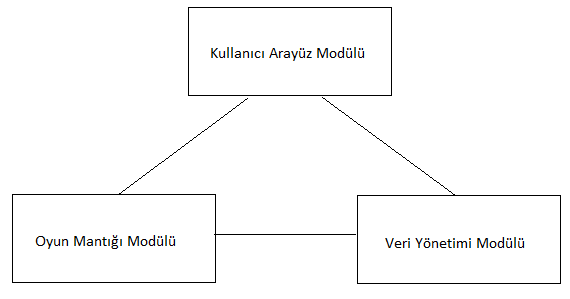 Kullanıcı Arayüz Modülü
Oyun Mantığı Modülü
Veri Yönetimi Modülü